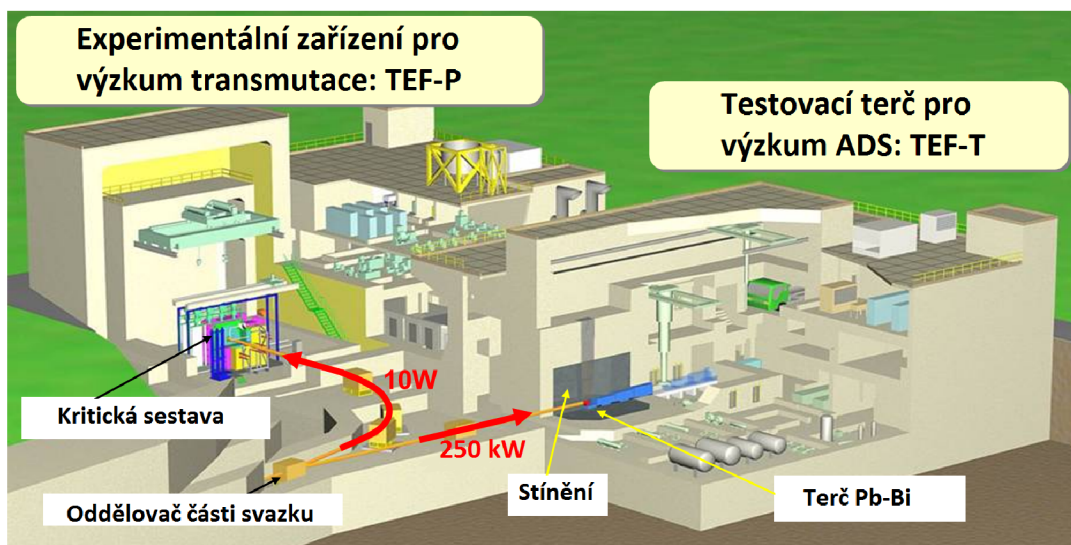 Experimentální zařízení pro
výzkum transmutace: TEF-P
Testovací terč pro
výzkum ADS: TEF-T
10W
Kritická sestava
250 kW
Stínění
Terč Pb-Bi
Oddělovač části svazku